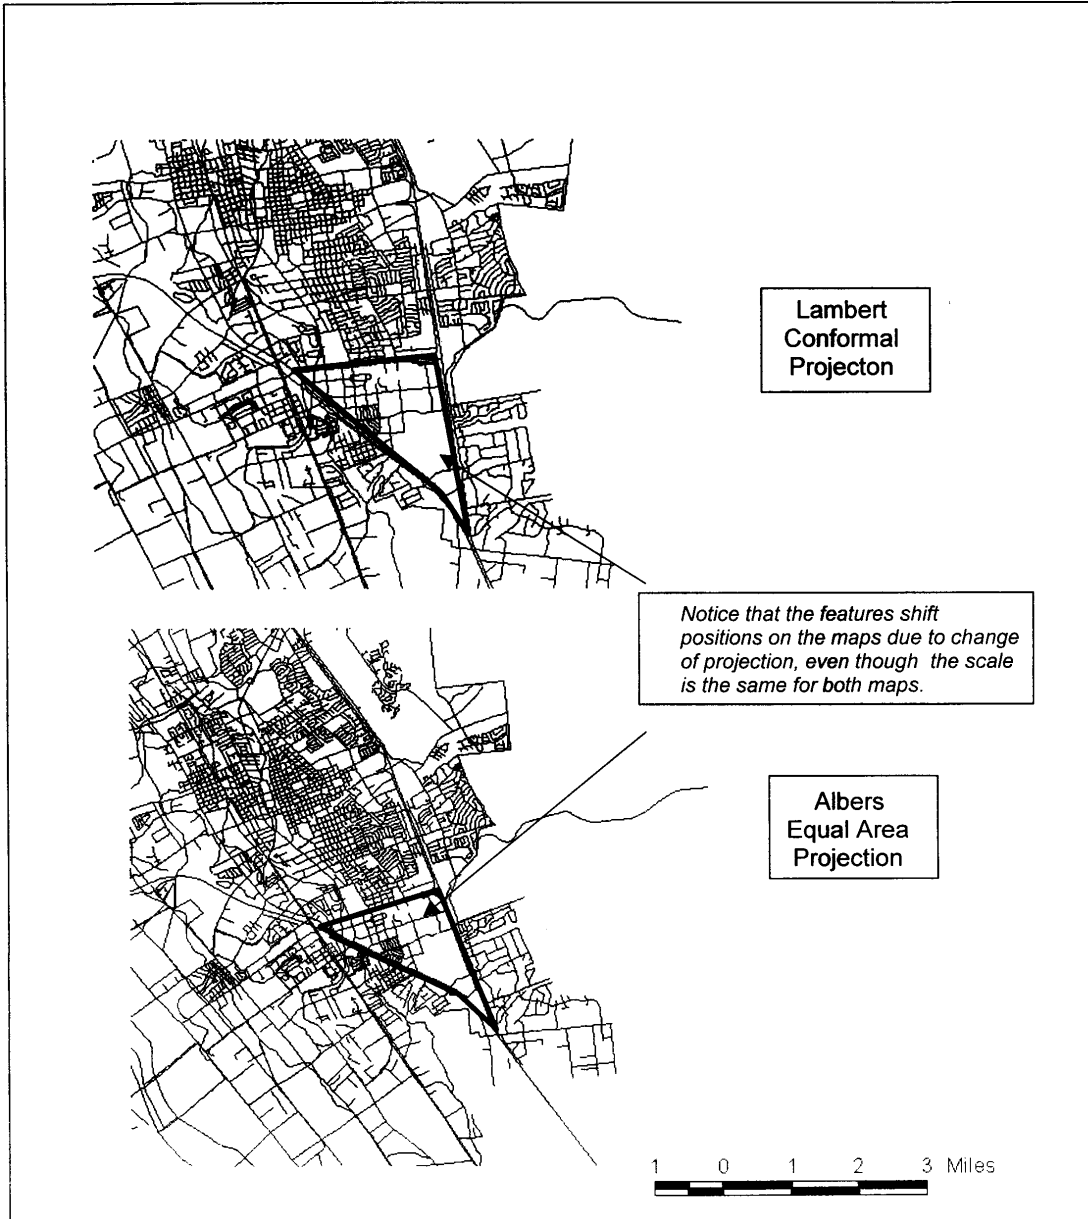 Lambert
Conformal
Projecton
Notice that the features shift
positions on the maps due to change
of projection, even though the scale
is the same for both maps.
Albers
Equal Area
Projection
1 0 1 2 3 Miles